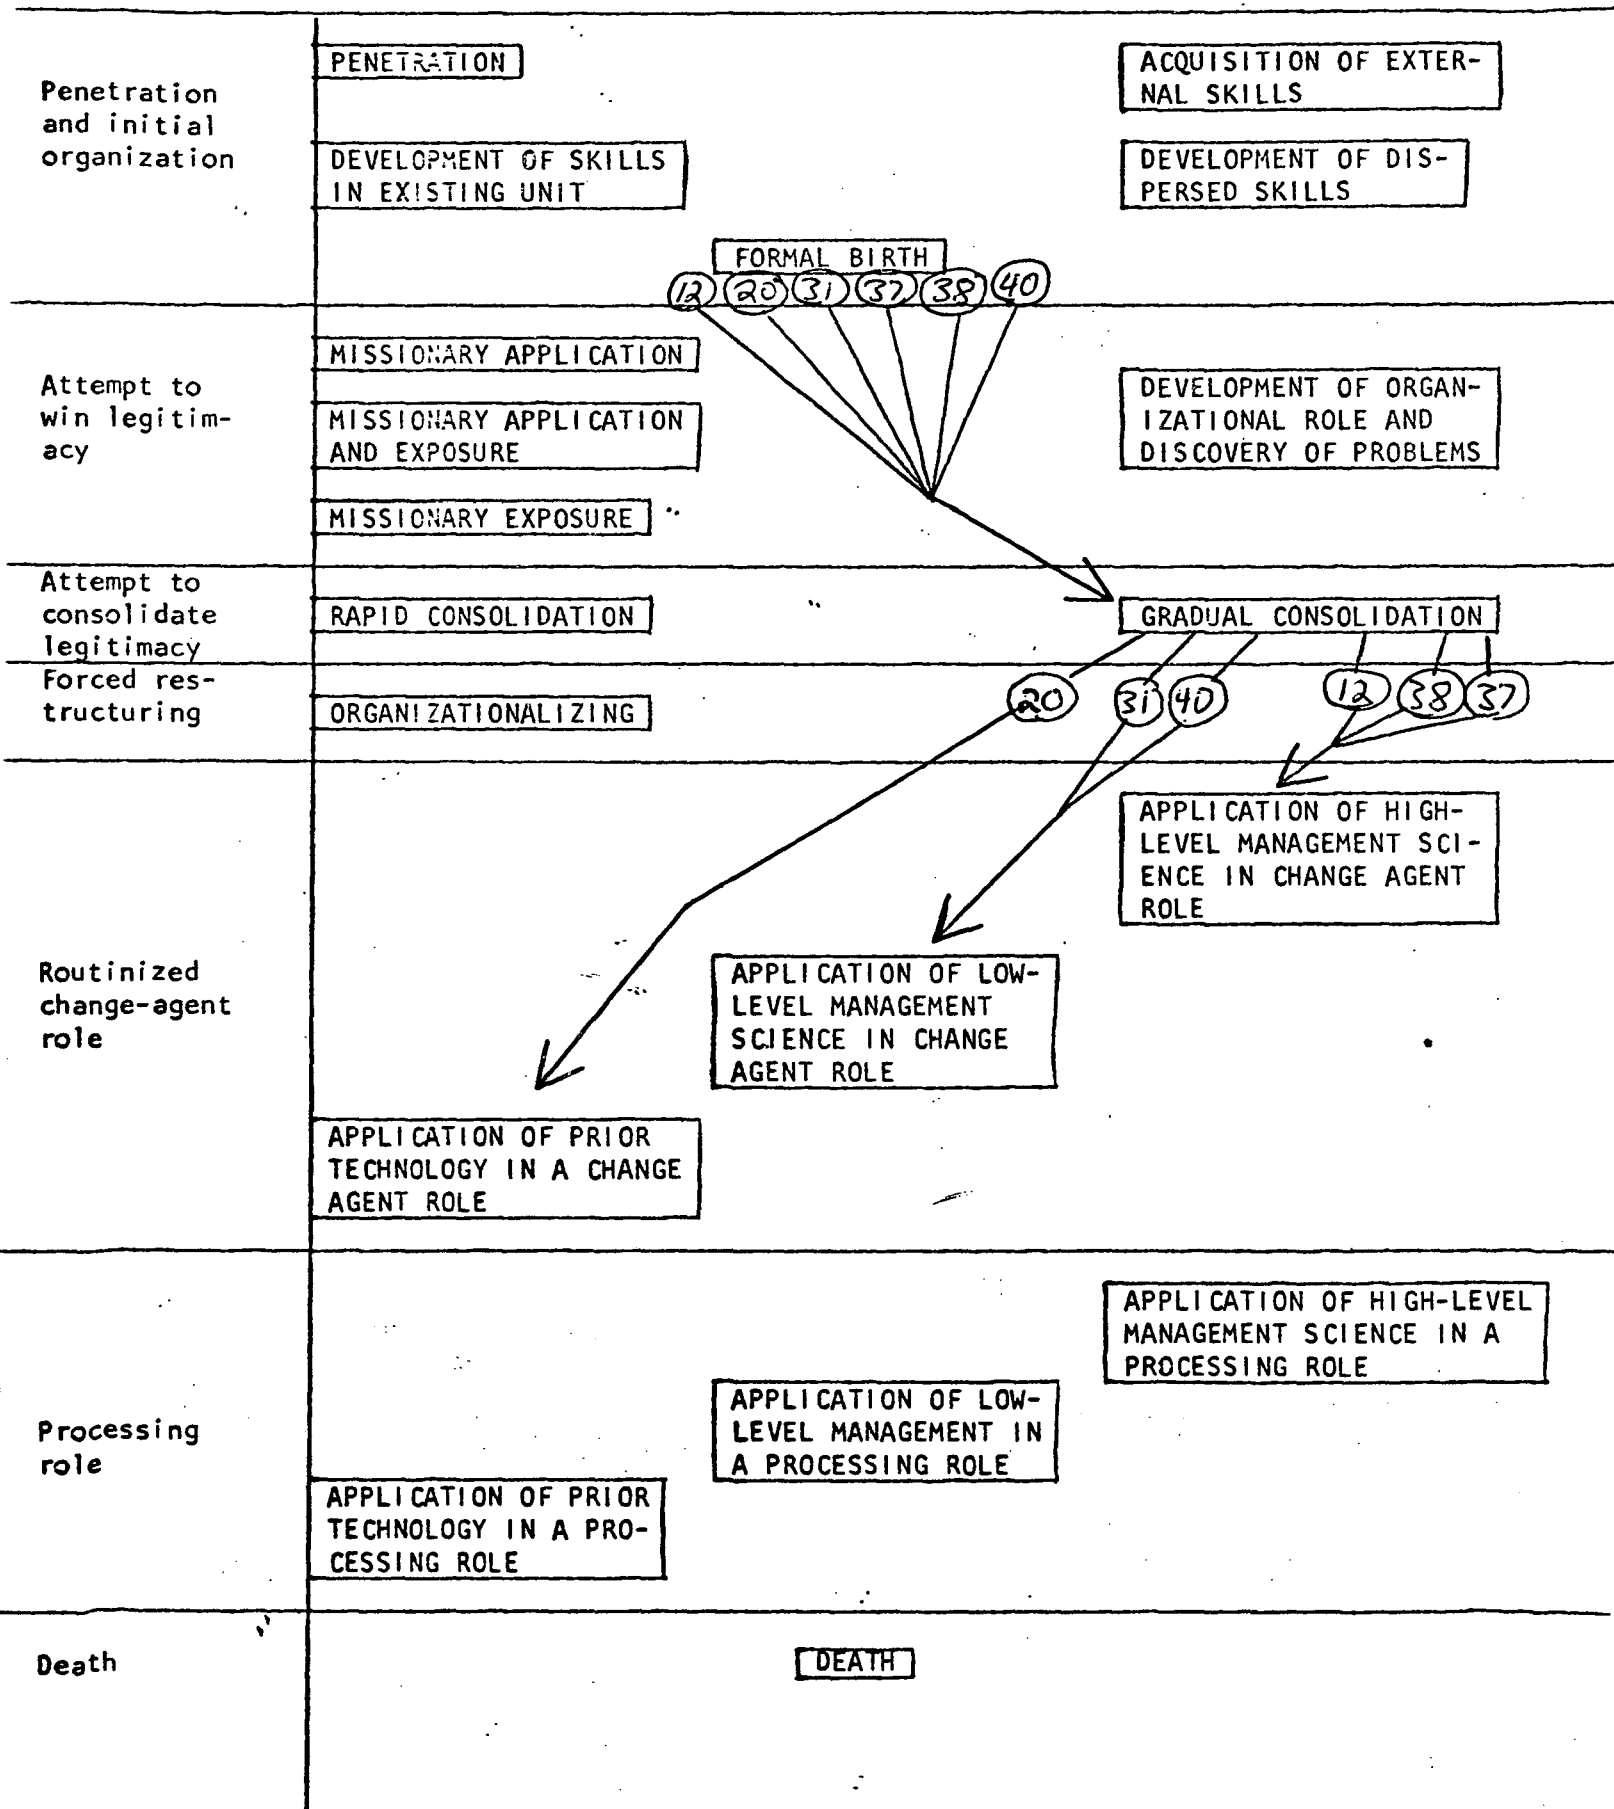 Penetration
and initial
organization
PENETRATION
ACQUISITION OF EXTER-
NAL SKILLS
DEVELOPMENT OF SKILLS
IN EXISTING UNIT
DEVELOPMENT OF DIS-
PERSED SKILLS
FORMAL BIRTH
12 20 31 37 38 40
Attempt to
win legitim-
acy
MISSIONARY APPLICATION
MISSIONARY APPLICATION
AND EXPOSURE
MISSIONARY EXPOSURE
DEVELOPMENT OF ORGAN-
IZATIONAL ROLE AND
DISCOVERY OF PROBLEMS
Attempt to
consolidate
legitimacy
RAPID CONSOLIDATION
GRADUAL CONSOLIDATION
Forced res-
tructuring
ORGANIZATIONALIZING
20 31 40 12 38 37
Routinized
change-agent
role
APPLICATION OF HIGH-
LEVEL MANAGEMENT SCI-
ENCE IN CHANGE AGENT
ROLE
APPLICATION OF LOW-
LEVEL MANAGEMENT
SCIENCE IN CHANGE
AGENT ROLE
APPLICATION OF PRIOR
TECHNOLOGY IN A CHANGE
AGENT ROLE
Processing
role
APPLICATION OF HIGH-LEVEL
MANAGEMENT SCIENCE IN A
PROCESSING ROLE
APPLICATION OF LOW-
LEVEL MANAGEMENT IN
A PROCESSING ROLE
APPLICATION OF PRIOR
TECHNOLOGY IN A PRO-
CESSING ROLE
Death
DEATH